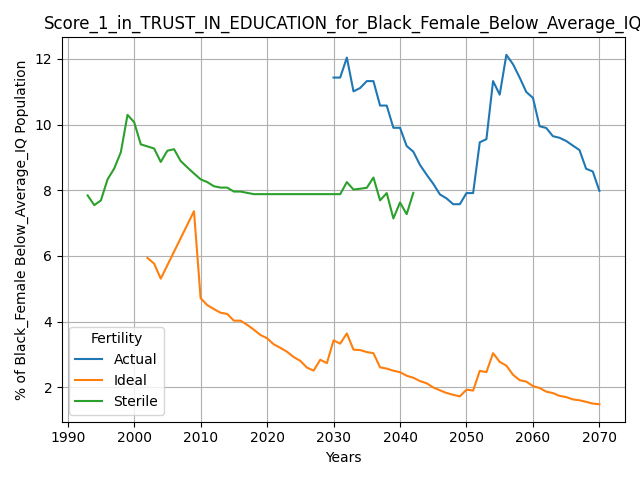 Score_1_in_TRUST_IN_EDUCATION_for_Black_Female_Below_Average_IQ
% of Black_Female Below_Average_IQ Population
12
10
8
6
4
2
Fertility
Actual
Ideal
Sterile
1990 2000 2010 2020 2030 2040 2050 2060 2070
Years